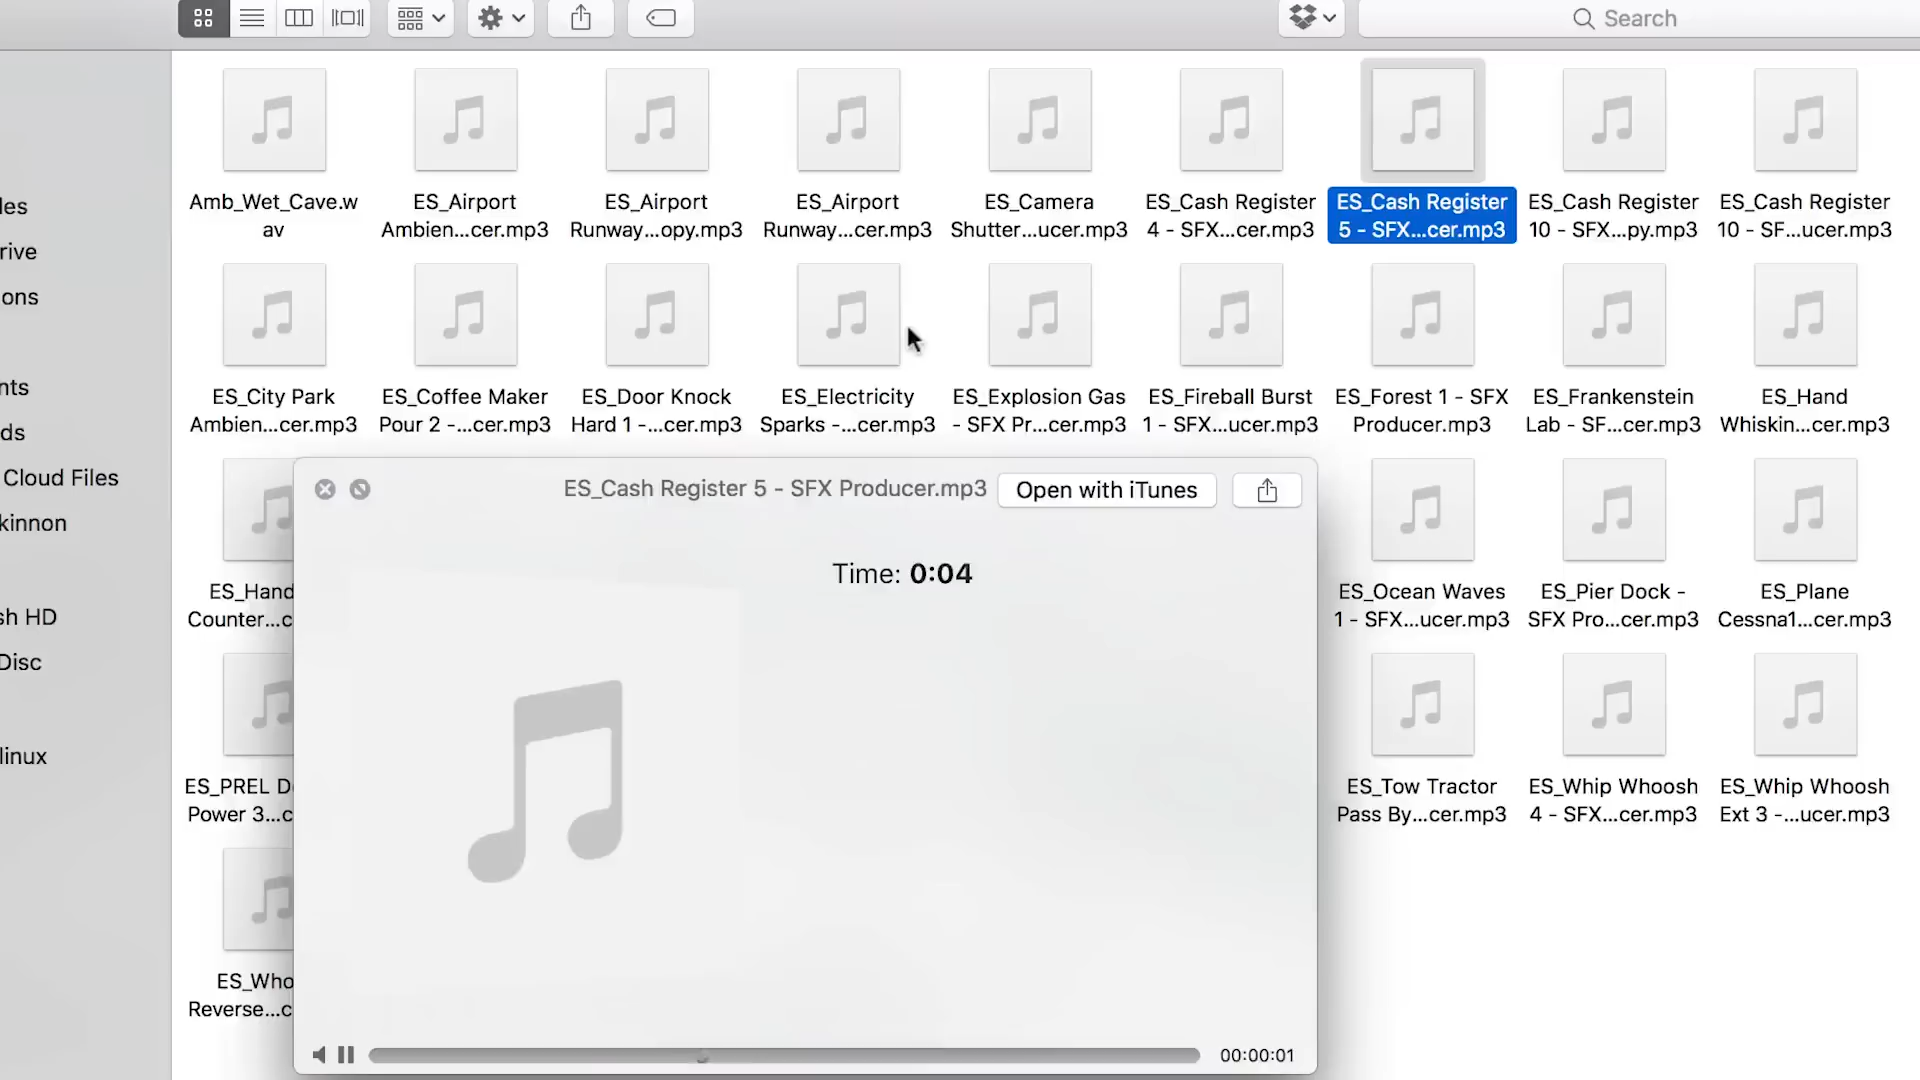 Search
Amb_Wet_Cave.w
av
ES_Airport
Ambien...cer.mp3
ES_Airport
Runway...opy.mp3
ES_Airport
Runway...cer.mp3
ES_Camera
Shutter...ucer.mp3
ES_Cash Register
4 - SFX...cer.mp3
ES_Cash Register
5 - SFX...cer.mp3
ES_Cash Register
10 - SFX...py.mp3
ES_Cash Register
10 - SF...ucer.mp3
les
rive
ons
nts
ds
Cloud Files
kinnon
sh HD
Disc
linux
ES_City Park
Ambien...cer.mp3
ES_Coffee Maker
Pour 2 -...cer.mp3
ES_Door Knock
Hard 1 -...cer.mp3
ES_Electricity
Sparks -...cer.mp3
ES_Explosion Gas
- SFX Pr...cer.mp3
ES_Fireball Burst
1 - SFX...ucer.mp3
ES_Forest 1 - SFX
Producer.mp3
ES_Frankenstein
Lab - SF...cer.mp3
ES_Hand
Whiskin...cer.mp3
ES_Cash Register 5 - SFX Producer.mp3
Open with iTunes
Time: 0:04
00:00:01
ES_Hand
Counter...c
ES_Ocean Waves
1 - SFX...ucer.mp3
ES_Pier Dock -
SFX Pro...cer.mp3
ES_Plane
Cessna1...cer.mp3
ES_PREL D
Power 3...c
ES_Tow Tractor
Pass By...cer.mp3
ES_Whip Whoosh
4 - SFX...cer.mp3
ES_Whip Whoosh
Ext 3 -...ucer.mp3
ES_Who
Reverse...c